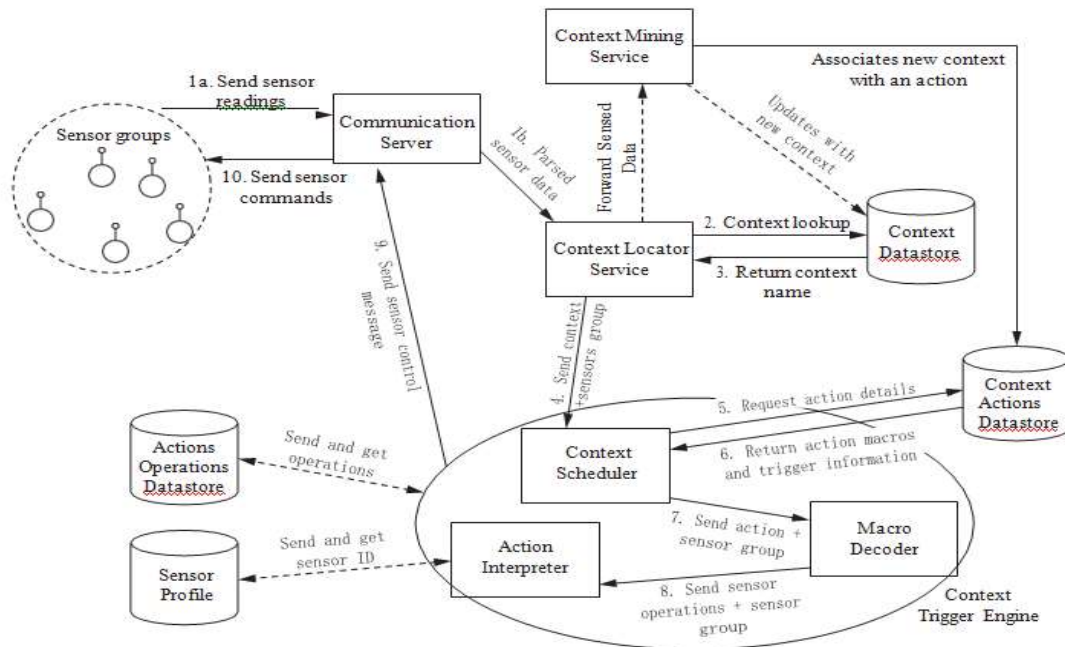 Context Mining
Service
Associates new context
with an action
1a. Send sensor
readings
Sensor groups
Communication
Server
10. Send sensor
commands
1b. Parsed
sensor data
Forward Sensed
Data
Updates with
new context
2. Context lookup
Context Locator
Service
3. Return context
name
Context
Datastore
9. Send sensor control
message
4. Send context
+sensors group
5. Request action details
Context
Actions
Datastore
6. Return action macros
and trigger information
Context
Scheduler
Actions
Operations
Datastore
Send and get
operations
7. Send action +
sensor group
Macro
Decoder
Sensor
Profile
Send and get
sensor ID
Action
Interpreter
8. Send sensor
operations + sensor
group
Context
Trigger Engine